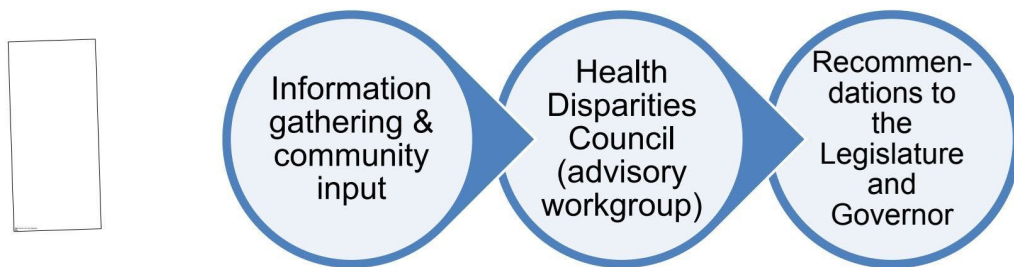 Information
gathering &
community
input
Health
Disparities
Council
(advisory
workgroup)
Recommen-
dations to
the
Legislature
and
Governor